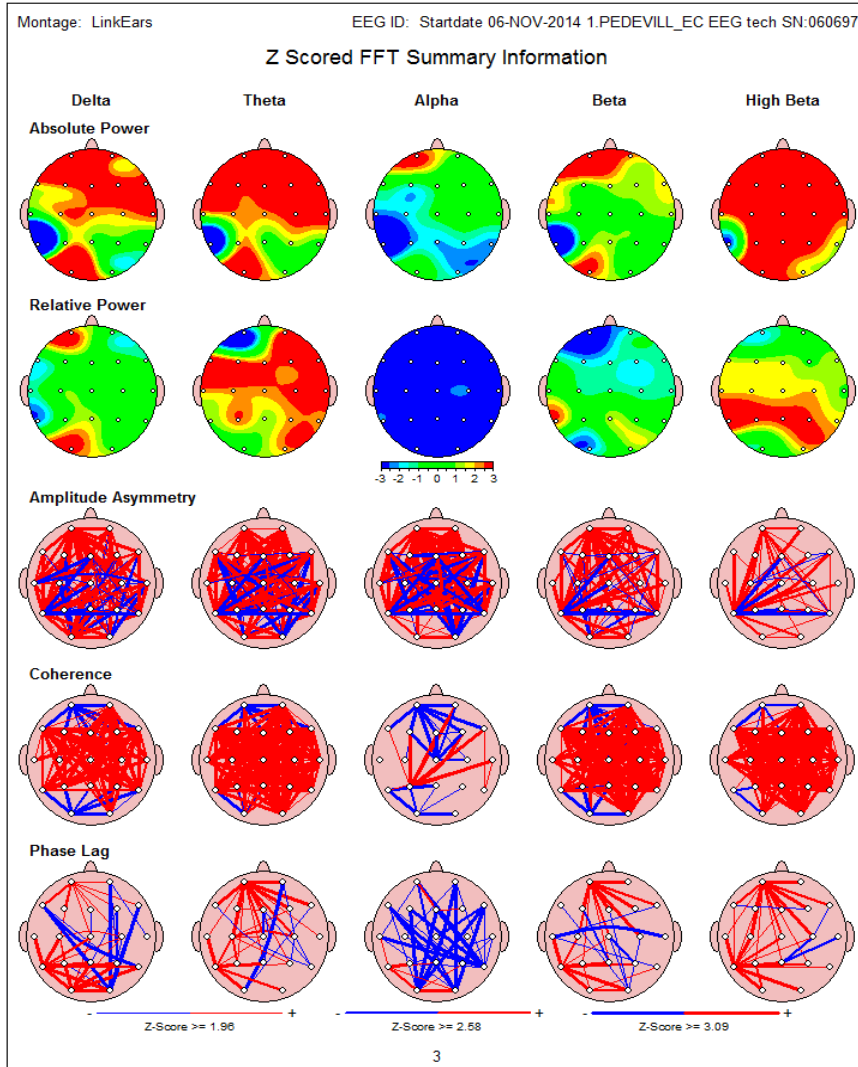 Montage: LinkEars EEG ID: Startdate 06-NOV-2014 1.PEDEVILL_EC EEG tech SN:060697
Z Scored FFT Summary Information
Delta Theta Alpha Beta High Beta
Absolute Power
Relative Power
-3 -2 -1 0 1 2 3
Amplitude Asymmetry
Coherence
Phase Lag
- + - + - +
Z-Score >= 1.96 Z-Score >= 2.58 Z-Score >= 3.09
3